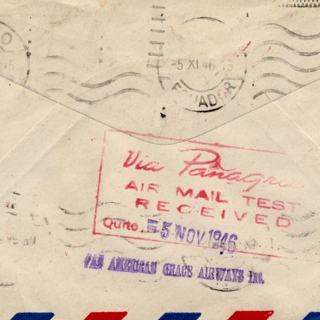 -5 XI 46.15
ECUADOR
Via Panagra
AIR MAIL TEST
RECEIVED
Quito. 5 NOV 1946
PAN AMERICAN GRACE AIRWAYS Inc.